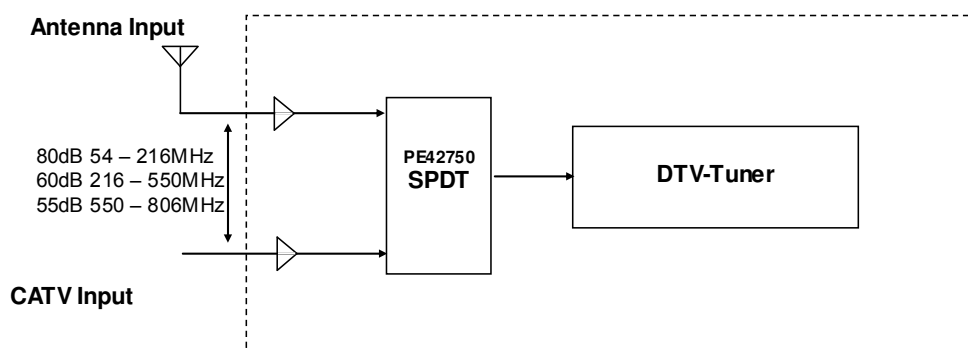 Antenna Input
80dB 54 – 216MHz
60dB 216 – 550MHz
55dB 550 – 806MHz
CATV Input
PE42750
SPDT
DTV-Tuner